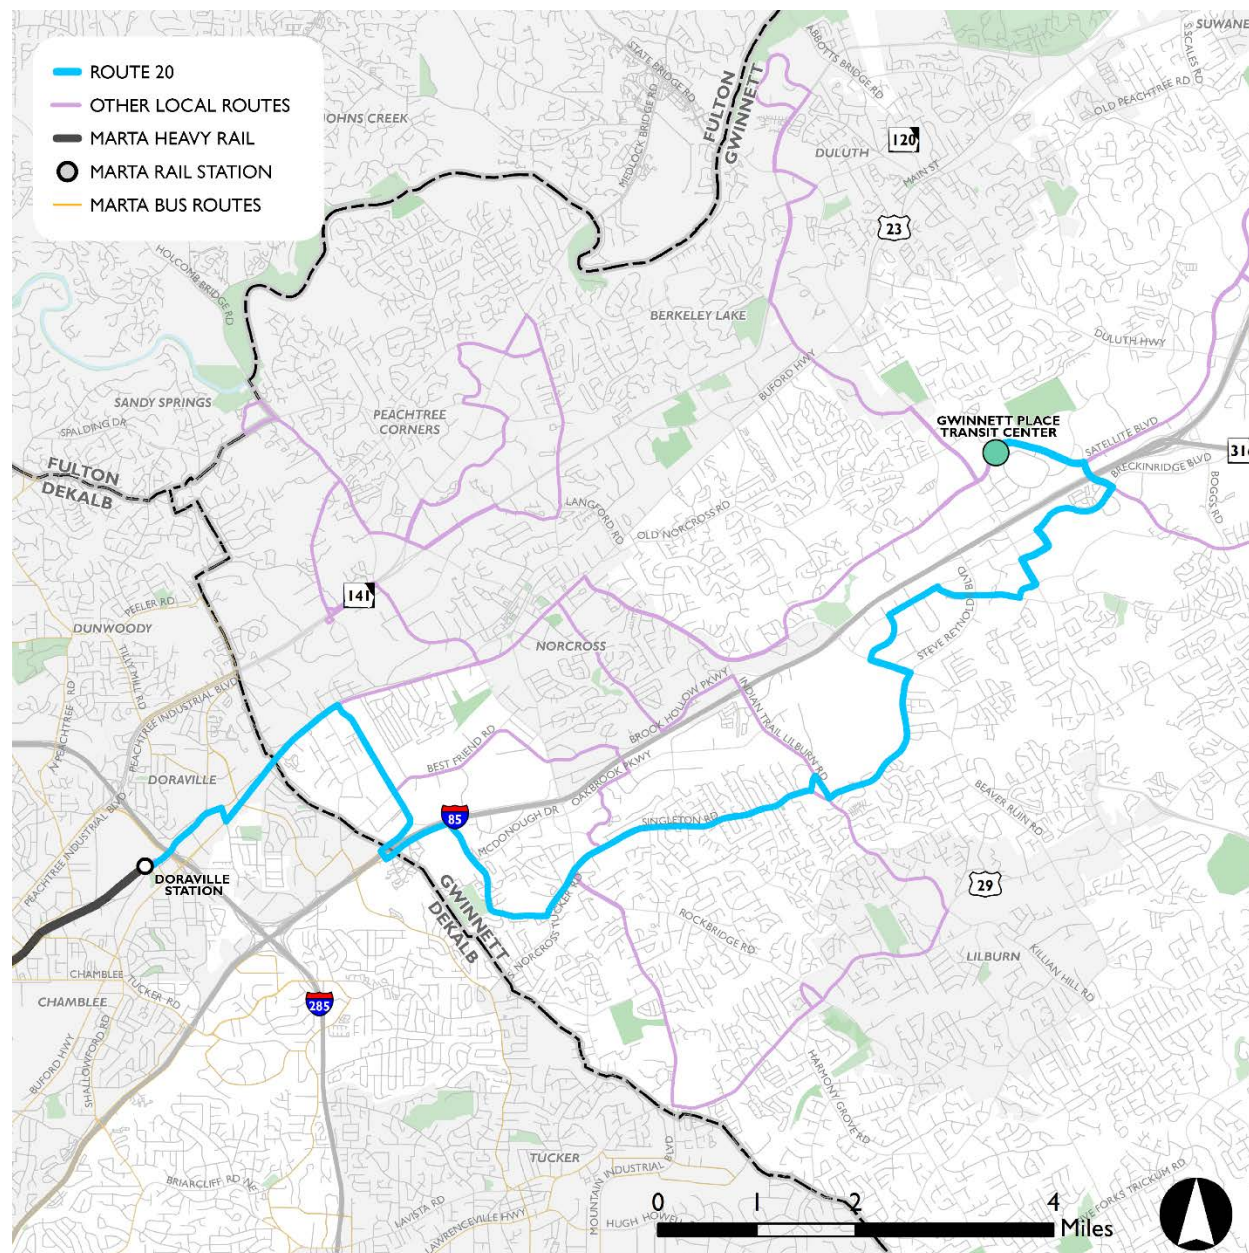 ROUTE 20
OTHER LOCAL ROUTES
MARTA HEAVY RAIL
MARTA RAIL STATION
MARTA BUS ROUTES
SUWANE
S SCALES RD
ABBOTTS BRIDGE RD
STATE BRIDGE RD
OLD PEACHTREE RD
MEDLOCK BRIDGE RD
JOHNS CREEK
FULTON
GWINNETT
120
DULUTH
MAIN ST
23
HOLCOMB BRIDGE RD
BERKELEY LAKE
DULUTH HWY
BUFORD HWY
SANDY SPRINGS
SPALDING DR
PEACHTREE
CORNERS
GWINNETT PLACE
TRANSIT CENTER
SATELLITE BLVD
BRECKINRIDGE BLVD
316
BOGGS RD
FULTON
DEKALB
LANGFORD RD
OLD NORCROSS RD
141
PEELER RD
DUNWOODY
TILLY MILL RD
NORCROSS
STEVE REYNOLDS BLVD
N PEACHTREE RD
PEACHTREE INDUSTRIAL BLVD
BROOK HOLLOW PKWY
INDIAN TRAIL LILBURN RD
BEST FRIEND RD
OAKBROOK PKWY
DORAVILLE
PEACHTREE INDUSTRIAL BLVD
85
MCDONOUGH DR
SINGLETON RD
BEAVER RUIN RD
DORAVILLE
STATION
GWINNETT
DEKALB
NORCROSS TUCKER RD
29
ROCKBRIDGE RD
LILBURN
KILLIAN HILL RD
CHAMBLEE
TUCKER RD
CHAMBLEE
285
BUFORD HWY
SHALLOWFORD RD
HARMONY GROVE RD
TUCKER
BRIARCLIFF RD NE
MOUNTAIN INDUSTRIAL BLVD
LAVISTA RD
LAWRENCEVILLE HWY
HUGH HOWELL
FIVE FORKS TRICKUM RD
0 1 2 4
Miles